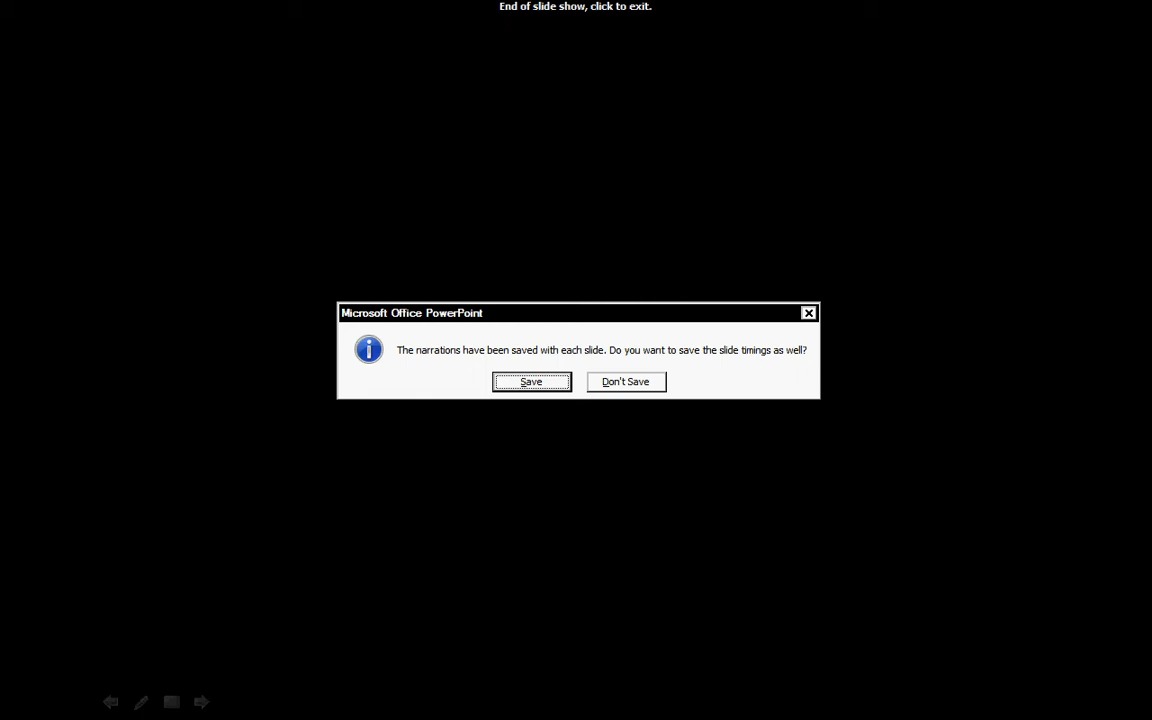 End of slide show, click to exit.
Microsoft Office PowerPoint
The narrations have been saved with each slide. Do you want to save the slide timings as well?
Save
Don't Save